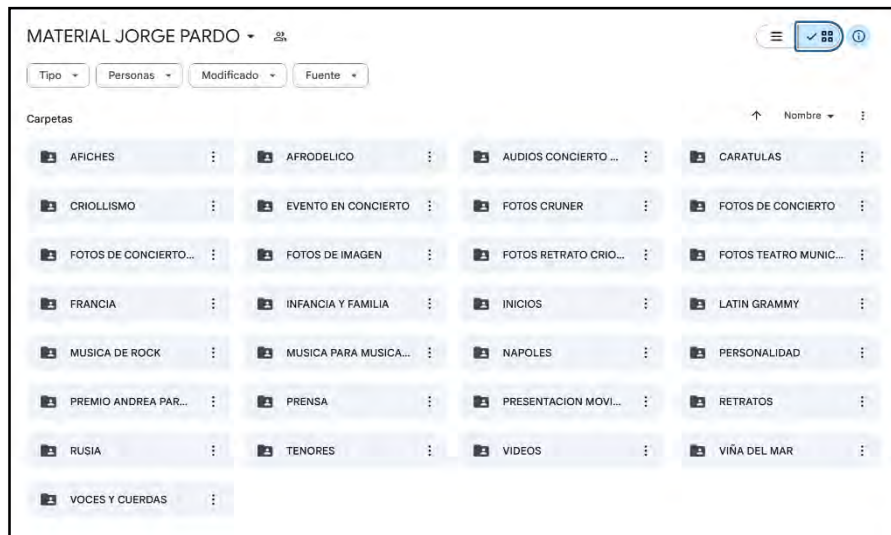 MATERIAL JORGE PARDO
Tipo Personas Modificado Fuente
Carpetas Nombre
AFICHES AFRODELICO AUDIOS CONCIERTO ... CARATULAS
CRIOLLISMO EVENTO EN CONCIERTO FOTOS CRUNER FOTOS DE CONCIERTO
FOTOS DE CONCIERTO... FOTOS DE IMAGEN FOTOS RETRATO CRIO... FOTOS TEATRO MUNIC...
FRANCIA INFANCIA Y FAMILIA INICIOS LATIN GRAMMY
MUSICA DE ROCK MUSICA PARA MUSICA... NAPOLES PERSONALIDAD
PREMIO ANDREA PAR... PRENSA PRESENTACION MOVI... RETRATOS
RUSIA TENORES VIDEOS VIÑA DEL MAR
VOCES Y CUERDAS